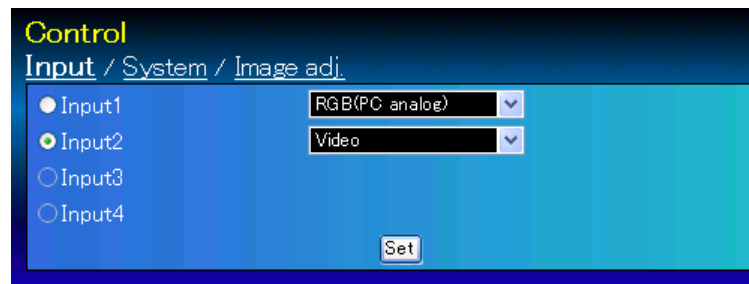 Control
Input / System / Image adj.
Input1 RGB(PC analog)
Input2 Video
Input3
Input4
Set